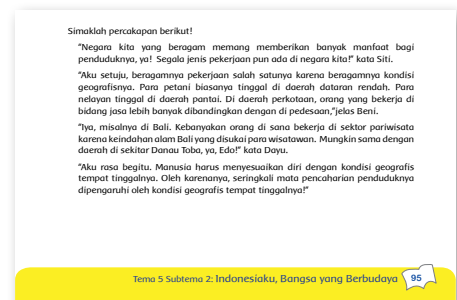 Simaklah percakapan berikut!
"Negara kita yang beragam memang memberikan banyak manfaat bagi
penduduknya, ya! Segala jenis pekerjaan pun ada di negara kita!" kata Siti.
"Aku setuju, beragamnya pekerjaan salah satunya karena beragamnya kondisi
geografisnya. Para petani biasanya tinggal di daerah dataran rendah. Para
nelayan tinggal di daerah pantai. Di daerah perkotaan, orang yang bekerja di
bidang jasa lebih banyak dibandingkan dengan di pedesaan,"jelas Beni.
"Iya, misalnya di Bali. Kebanyakan orang di sana bekerja di sektor pariwisata
karena keindahan alam Bali yang disukai para wisatawan. Mungkin sama dengan
daerah di sekitar Danau Toba, ya, Edo!" kata Dayu.
"Aku rasa begitu. Manusia harus menyesuaikan diri dengan kondisi geografis
tempat tinggalnya. Oleh karenanya, seringkali mata pencaharian penduduknya
dipengaruhi oleh kondisi geografis tempat tinggalnya!"
Tema 5 Subtema 2: Indonesiaku, Bangsa yang Berbudaya 95